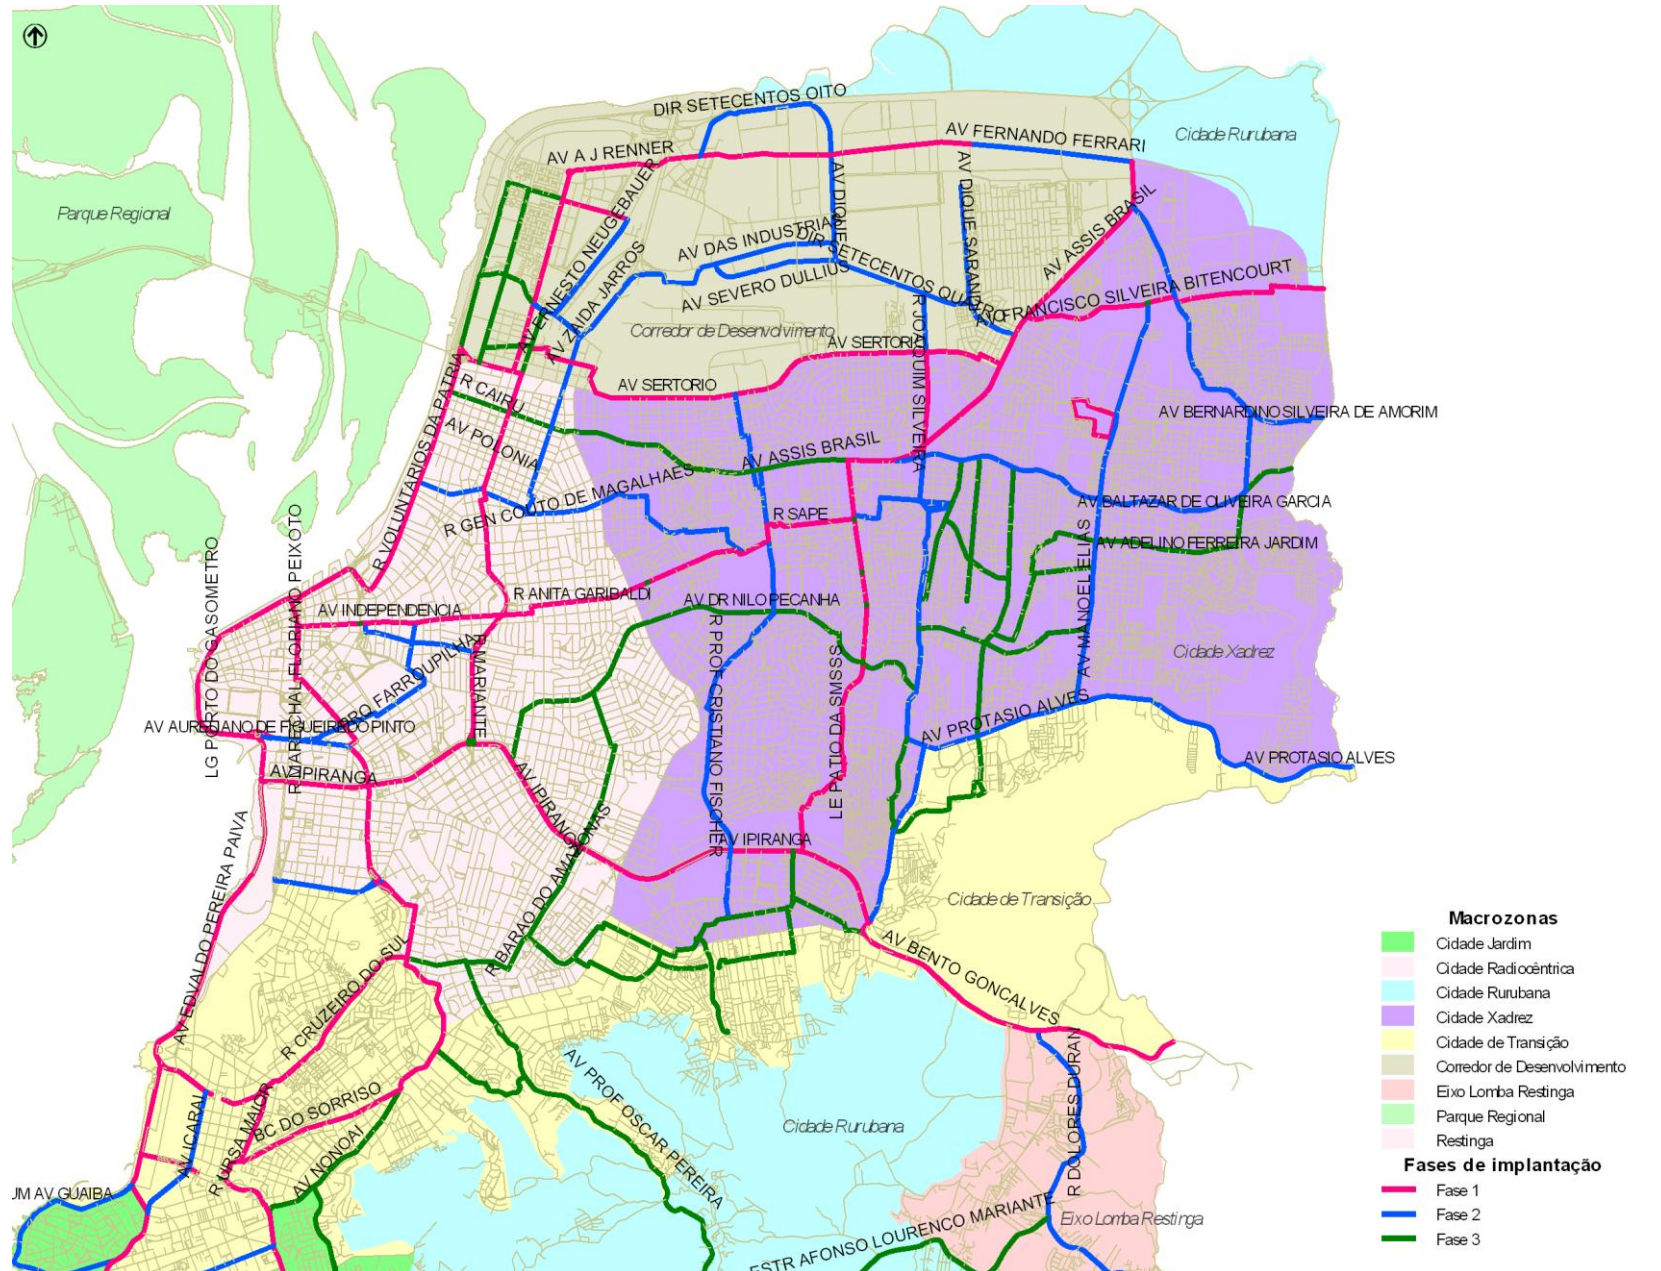 DIR SETECENTOS OITO
AV FERNANDO FERRARI
Cidade Rurubana
AV A J RENNER
Parque Regional
AV ERNESTO NEUGEBAUER
AV DIQUE
AV DIQUE SARANDI
AV ASSIS BRASIL
AV DAS INDUSTRIAS
DIR SETECENTOS QUATRO
AV ZAIDA JARROS
AV SEVERO DULLIUS
FRANCISCO SILVEIRA BITENCOURT
Corredor de Desenvolvimento
AV SERTORIO
AV SERTORIO
R JOAQUIM SILVEIRA
R CAIRU
R VOLUNTARIOS DA PATRIA
AV POLONIA
AV BERNARDINO SILVEIRA DE AMORIM
AV ASSIS BRASIL
R GEN COUTO DE MAGALHAES
AV BALTAZAR DE OLIVEIRA GARCIA
R SAPE
AV ADELINO FERREIRA JARDIM
AV MANOEL ELIAS
LG PORTO DO GASOMETRO
R MARECHAL FLORIANO PEIXOTO
AV INDEPENDENCIA
R ANITA GARIBALDI
AV DR NILO PECANHA
R PROF CRISTIANO FISCHER
LE PATIO DA SMSSS
Cidade Xadrez
R MARIANTE
FARROUPILHA
AV AURELIANO DE FIGUEIREDO PINTO
AV PROTASIO ALVES
AV PROTASIO ALVES
AV IPIRANGA
AV IPIRANGA
AV IPIRANGA
AV EDVALDO PEREIRA PAIVA
R BARAO DO AMAZONAS
Cidade de Transição
AV BENTO GONCALVES
R CRUZEIRO DO SUL
BC DO SORRISO
R URSA MAIOR
AV ICARAI
AV NONOAI
AV PROF OSCAR PEREIRA
R DOLORES DURAN
Cidade Rurubana
UM AV GUAIBA
ESTR AFONSO LOURENCO MARIANTE
Eixo Lomba Restinga
Macrozonas
Cidade Jardim
Cidade Radiocêntrica
Cidade Rurubana
Cidade Xadrez
Cidade de Transição
Corredor de Desenvolvimento
Eixo Lomba Restinga
Parque Regional
Restinga
Fases de implantação
Fase 1
Fase 2
Fase 3